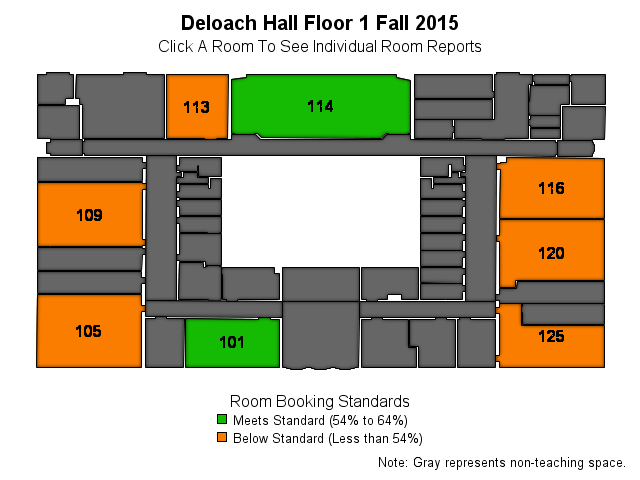 Deloach Hall Floor 1 Fall 2015
Click A Room To See Individual Room Reports
113
114
109
116
120
105
101
125
Room Booking Standards
Meets Standard (54% to 64%)
Below Standard (Less than 54%)
Note: Gray represents non-teaching space.